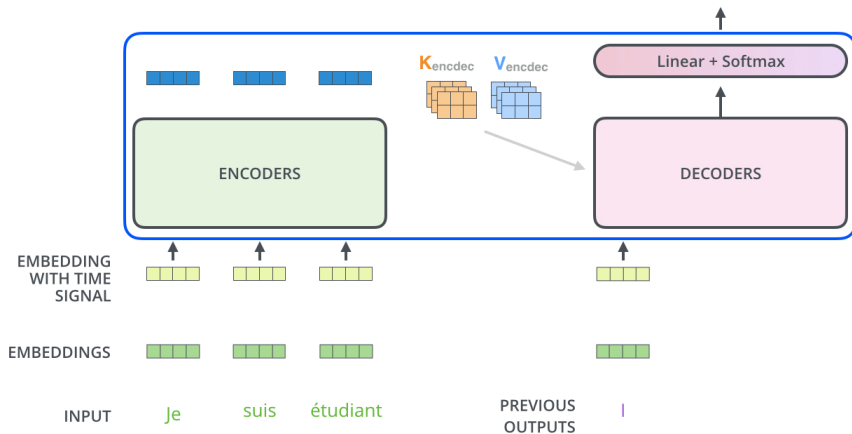 Kencdec
Vencdec
Linear + Softmax
ENCODERS
DECODERS
EMBEDDING
WITH TIME
SIGNAL
EMBEDDINGS
INPUT
Je
suis
étudiant
PREVIOUS
OUTPUTS
I